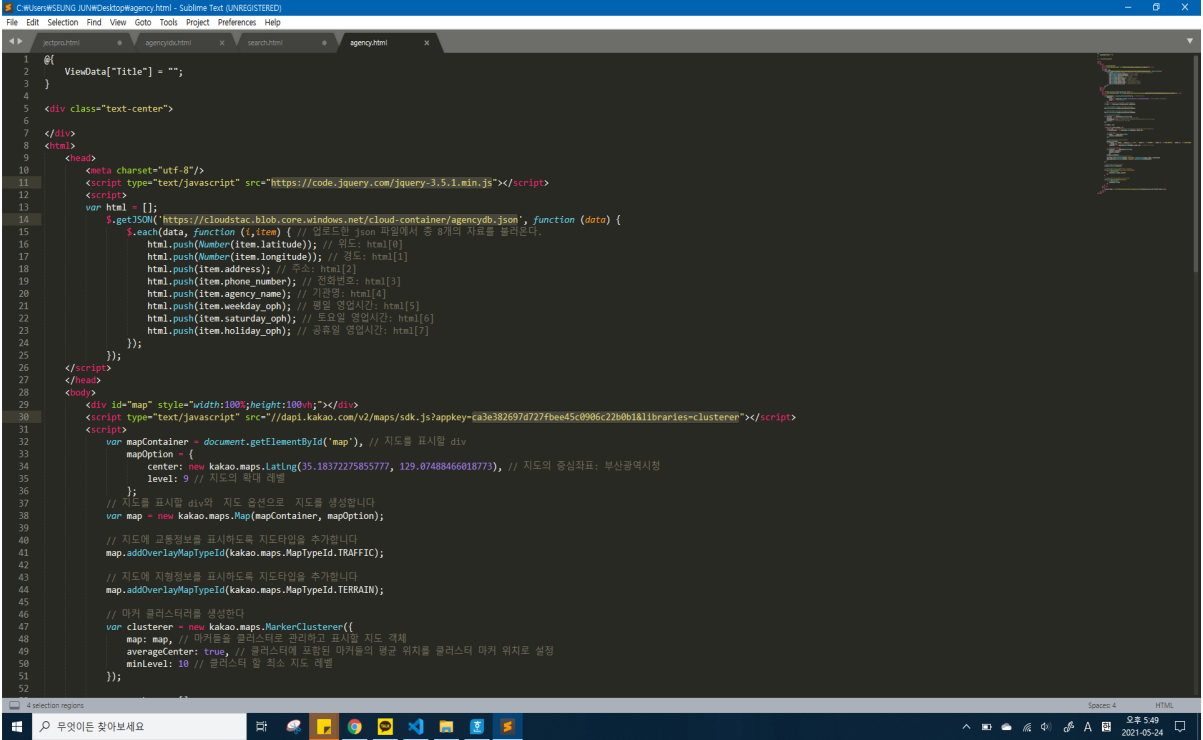 C:₩Users₩SEUNG JUN₩Desktop₩agency.html - Sublime Text (UNREGISTERED)
File Edit Selection Find View Goto Tools Project Preferences Help
jectpro.html agencyidx.html search.html agency.html
1 @{
2 ViewData["Title"] = "";
3 }
4
5 <div class="text-center">
6
7 </div>
8 <html>
9 <head>
10 <meta charset="utf-8"/>
11 <script type="text/javascript" src="https://code.jquery.com/jquery-3.5.1.min.js"></script>
12 <script>
13 var html = [];
14 $.getJSON('https://cloudstac.blob.core.windows.net/cloud-container/agencydb.json', function (data) {
15 $.each(data, function (i,item) { // 업로드한 json 파일에서 총 8개의 자료를 불러온다.
16 html.push(Number(item.latitude)); // 위도: html[0]
17 html.push(Number(item.longitude)); // 경도: html[1]
18 html.push(item.address); // 주소: html[2]
19 html.push(item.phone_number); // 전화번호: html[3]
20 html.push(item.agency_name); // 기관명: html[4]
21 html.push(item.weekday_oph); // 평일 영업시간: html[5]
22 html.push(item.saturday_oph); // 토요일 영업시간: html[6]
23 html.push(item.holiday_oph); // 공휴일 영업시간: html[7]
24 });
25 });
26 </script>
27 </head>
28 <body>
29 <div id="map" style="width:100%;height:100vh;"></div>
30 <script type="text/javascript" src="//dapi.kakao.com/v2/maps/sdk.js?appkey=ca3e382697d727fbee45c0906c22b0b1&libraries=clusterer"></script>
31 <script>
32 var mapContainer = document.getElementById('map'), // 지도를 표시할 div
33 mapOption = {
34 center: new kakao.maps.LatLng(35.18372275855777, 129.07488466018773), // 지도의 중심좌표: 부산광역시청
35 level: 9 // 지도의 확대 레벨
36 };
37 // 지도를 표시할 div와  지도 옵션으로  지도를 생성합니다
38 var map = new kakao.maps.Map(mapContainer, mapOption);
39
40 // 지도에 교통정보를 표시하도록 지도타입을 추가합니다
41 map.addOverlayMapTypeId(kakao.maps.MapTypeId.TRAFFIC);
42
43 // 지도에 지형정보를 표시하도록 지도타입을 추가합니다
44 map.addOverlayMapTypeId(kakao.maps.MapTypeId.TERRAIN);
45
46 // 마커 클러스터러를 생성한다
47 var clusterer = new kakao.maps.MarkerClusterer({
48 map: map, // 마커들을 클러스터로 관리하고 표시할 지도 객체
49 averageCenter: true, // 클러스터에 포함된 마커들의 평균 위치를 클러스터 마커 위치로 설정
50 minLevel: 10 // 클러스터 할 최소 지도 레벨
51 });
52
4 selection regions Spaces: 4 HTML
무엇이든 찾아보세요 A 오후 5:49
2021-05-24